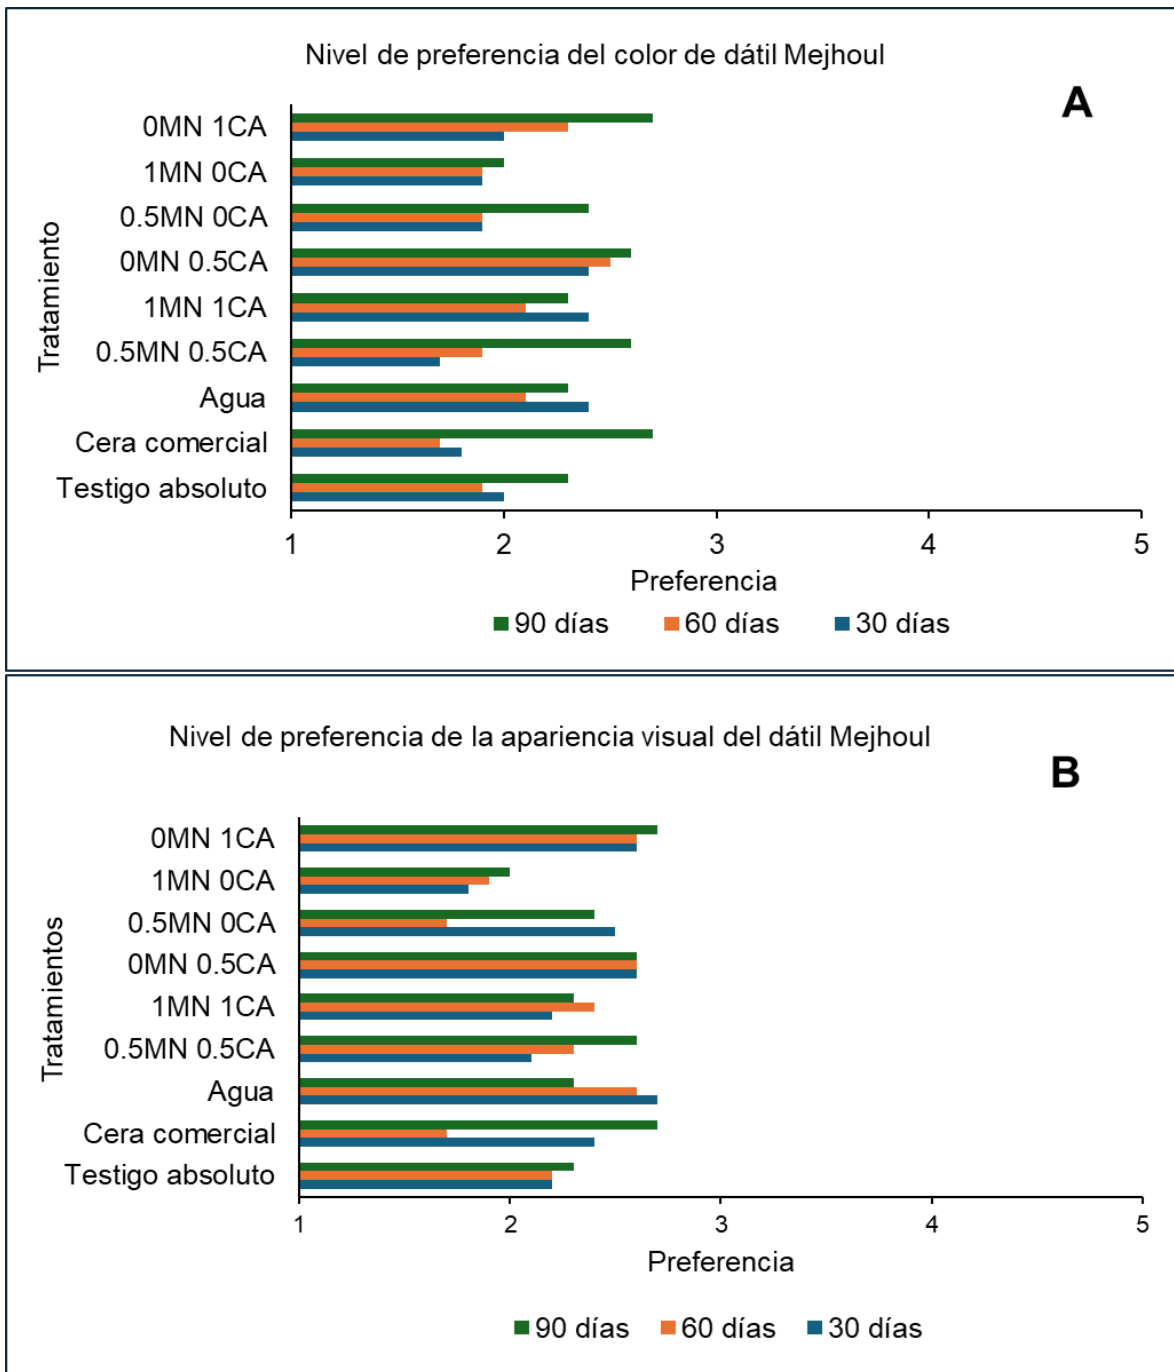 Nivel de preferencia del color de dátil Mejhoul
A
Tratamiento
0MN 1CA
1MN 0CA
0.5MN 0CA
0MN 0.5CA
1MN 1CA
0.5MN 0.5CA
Agua
Cera comercial
Testigo absoluto
1 2 3 4 5
Preferencia
90 días 60 días 30 días
Nivel de preferencia de la apariencia visual del dátil Mejhoul
B
Tratamientos
0MN 1CA
1MN 0CA
0.5MN 0CA
0MN 0.5CA
1MN 1CA
0.5MN 0.5CA
Agua
Cera comercial
Testigo absoluto
1 2 3 4 5
Preferencia
90 días 60 días 30 días